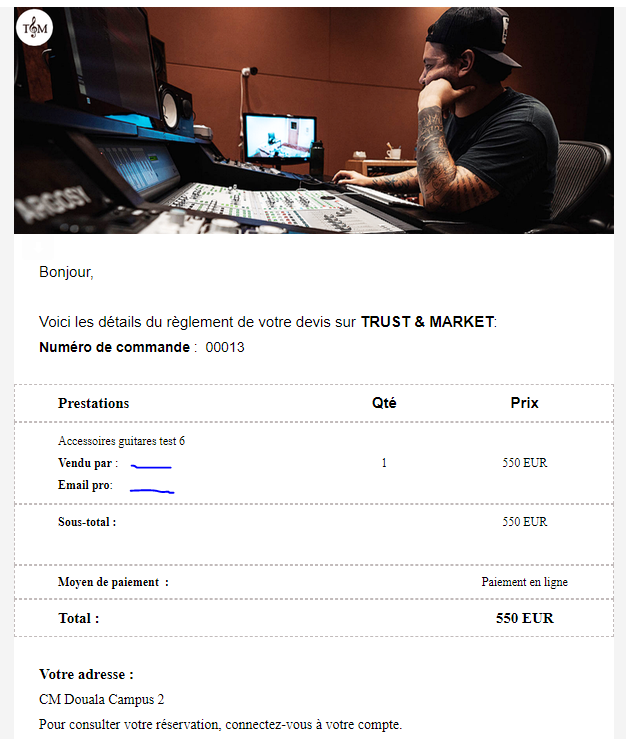 T&M
ARGOSY
Bonjour,
Voici les détails du règlement de votre devis sur TRUST & MARKET:
Numéro de commande : 00013
Prestations Qté Prix
Accessoires guitares test 6
Vendu par : 1 550 EUR
Email pro:
Sous-total : 550 EUR
Moyen de paiement : Paiement en ligne
Total : 550 EUR
Votre adresse :
CM Douala Campus 2
Pour consulter votre réservation, connectez-vous à votre compte.